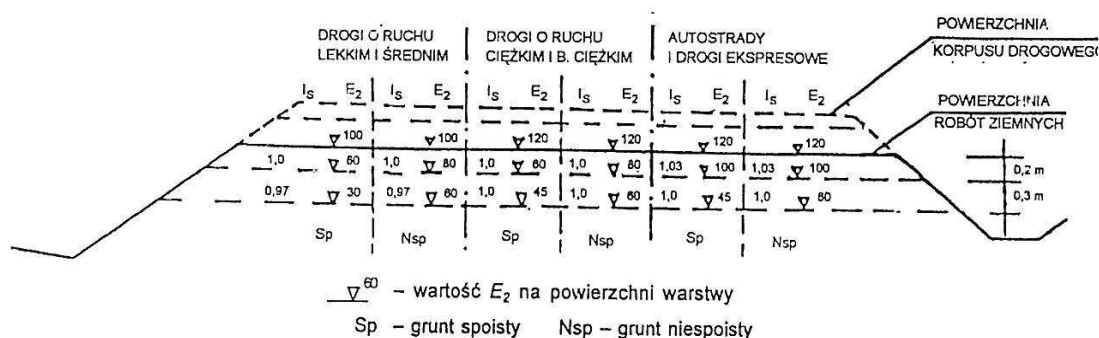 DROGI O RUCHU
LEKKIM I ŚREDNIM
DROGI O RUCHU
CIĘŻKIM I B. CIĘŻKIM
AUTOSTRADY
I DROGI EKSPRESOWE
POWIERZCHNIA
KORPUSU DROGOWEGO
IS E2 IS E2 IS E2 IS E2 IS E2 IS E2
POWIERZCHNIA
ROBÓT ZIEMNYCH
100 100 120 120 120 120
1,0 60 1,0 80 1,0 60 1,0 80 1,03 100 1,03 100
0,2 m
0,97 30 0,97 60 1,0 45 1,0 60 1,0 45 1,0 60
0,3 m
Sp Nsp Sp Nsp Sp Nsp
60 – wartość E2 na powierzchni warstwy
Sp – grunt spoisty Nsp – grunt niespoisty